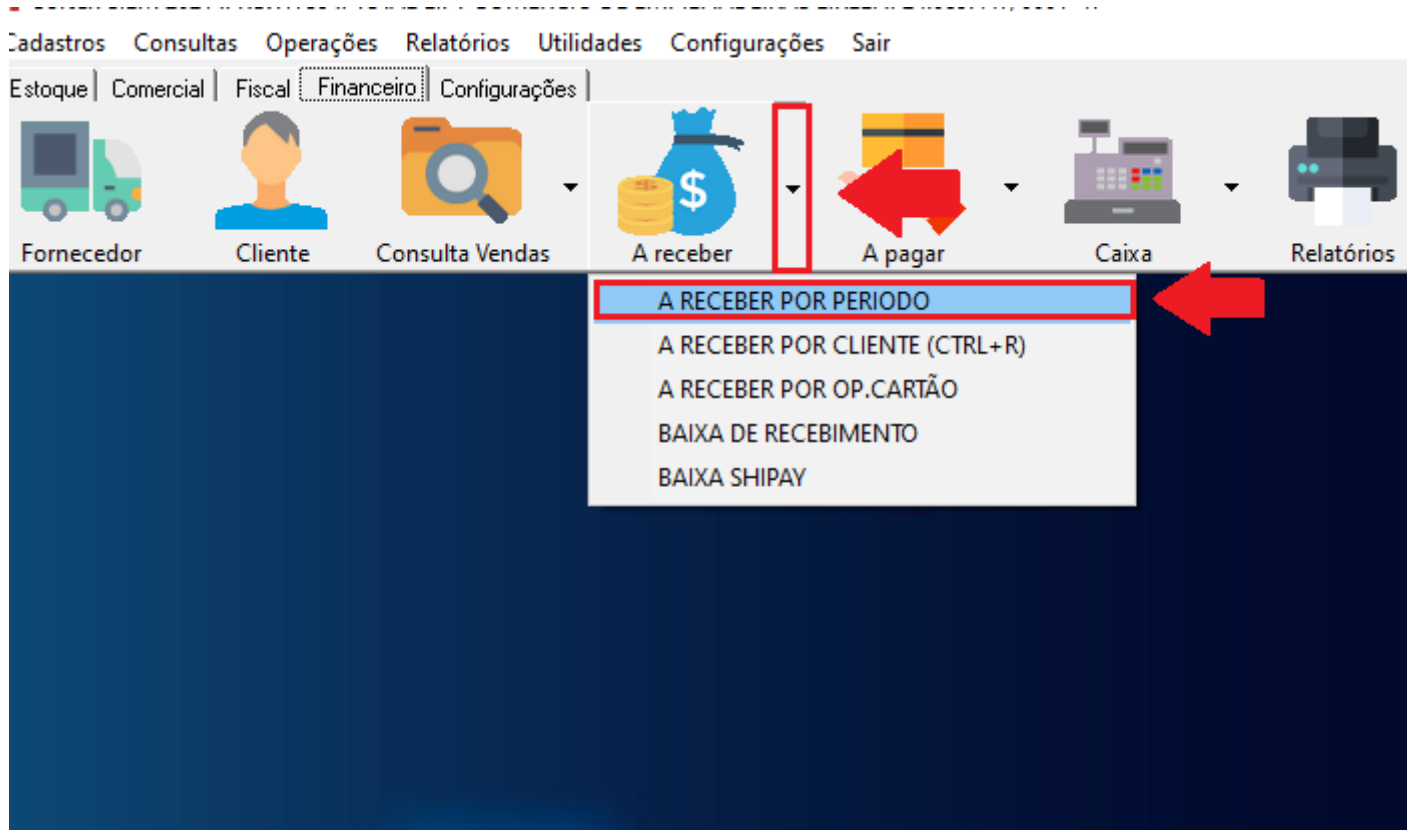 Cadastros Consultas Operações Relatórios Utilidades Configurações Sair
Estoque Comercial Fiscal Financeiro Configurações
$
Fornecedor Cliente Consulta Vendas A receber A pagar Caixa Relatórios
A RECEBER POR PERIODO
A RECEBER POR CLIENTE (CTRL+R)
A RECEBER POR OP.CARTÃO
BAIXA DE RECEBIMENTO
BAIXA SHIPAY